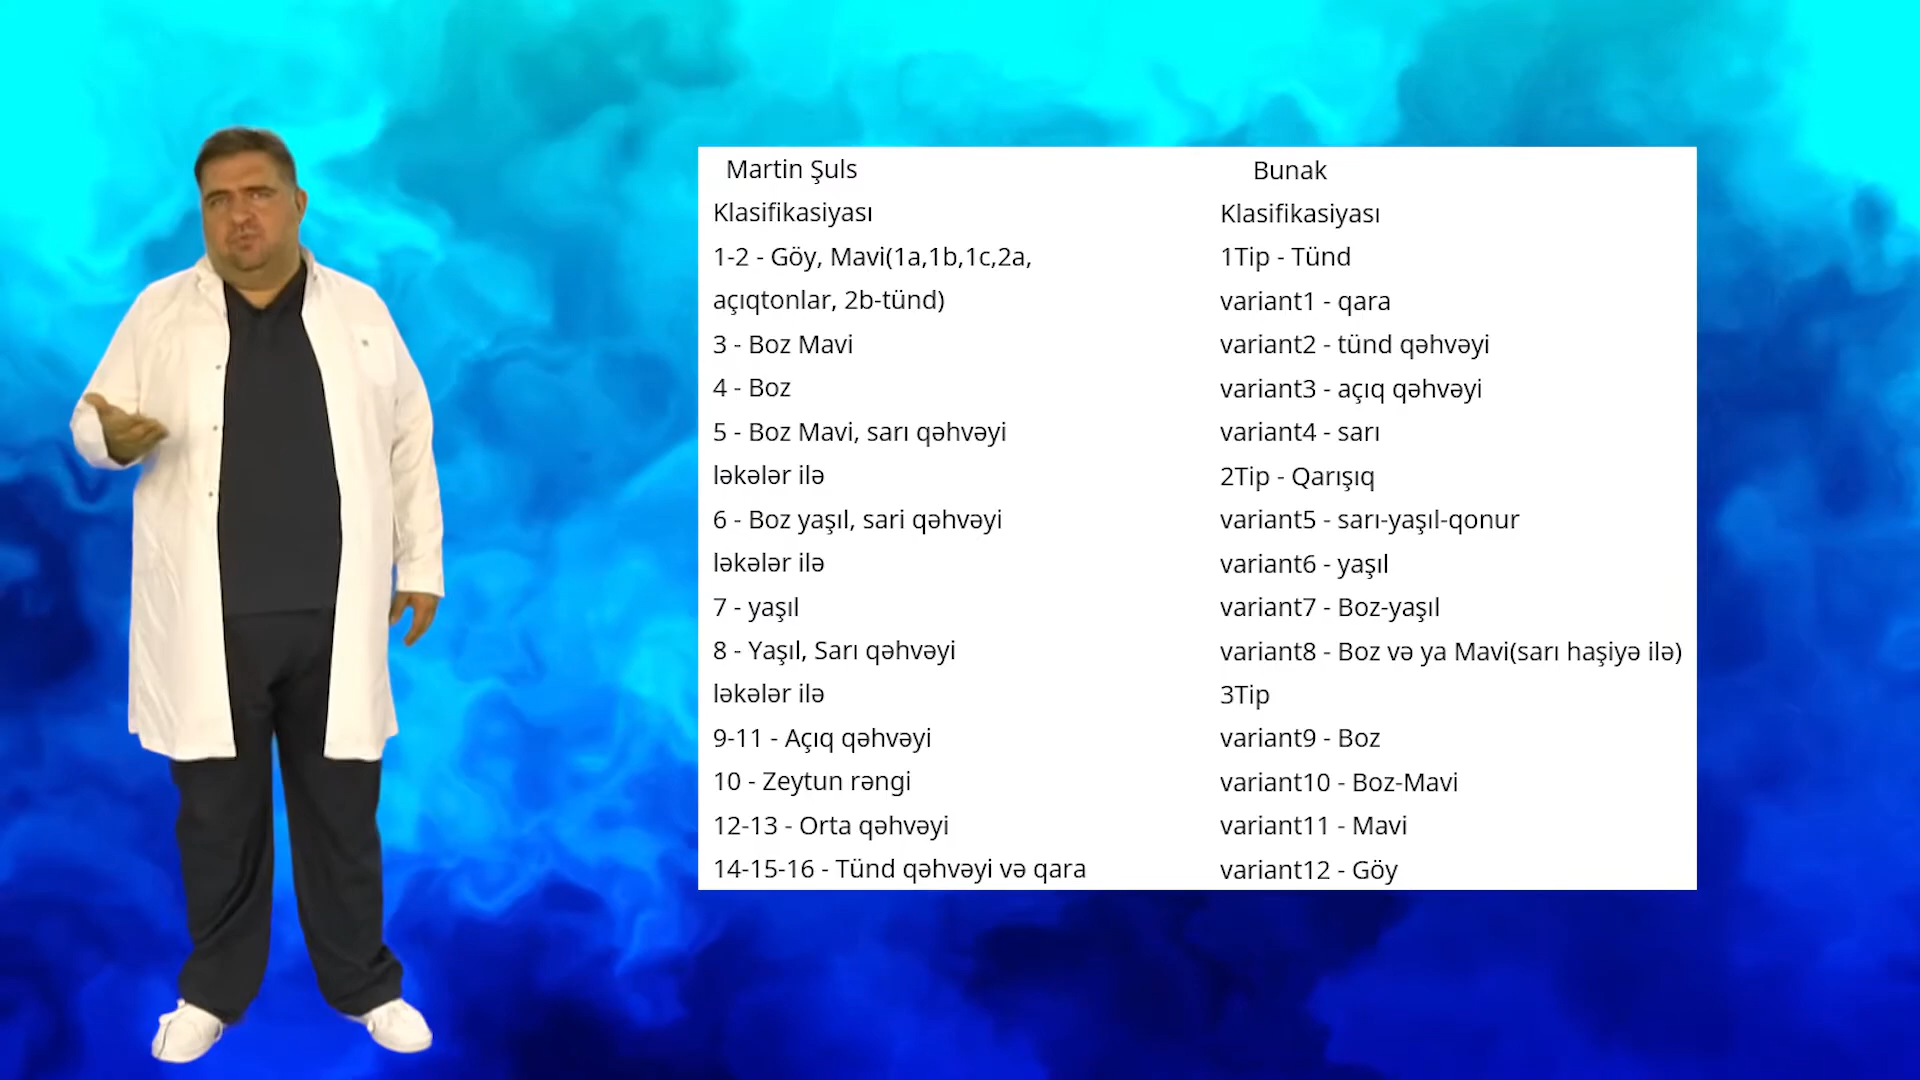 Martin Şuls
Klasifikasiyası
1-2 - Göy, Mavi(1a,1b,1c,2a,
açıqtonlar, 2b-tünd)
3 - Boz Mavi
4 - Boz
5 - Boz Mavi, sarı qəhvəyi
ləkələr ilə
6 - Boz yaşıl, sari qəhvəyi
ləkələr ilə
7 - yaşıl
8 - Yaşıl, Sarı qəhvəyi
ləkələr ilə
9-11 - Açıq qəhvəyi
10 - Zeytun rəngi
12-13 - Orta qəhvəyi
14-15-16 - Tünd qəhvəyi və qara
Bunak
Klasifikasiyası
1Tip - Tünd
variant1 - qara
variant2 - tünd qəhvəyi
variant3 - açıq qəhvəyi
variant4 - sarı
2Tip - Qarışıq
variant5 - sarı-yaşıl-qonur
variant6 - yaşıl
variant7 - Boz-yaşıl
variant8 - Boz və ya Mavi(sarı haşiyə ilə)
3Tip
variant9 - Boz
variant10 - Boz-Mavi
variant11 - Mavi
variant12 - Göy